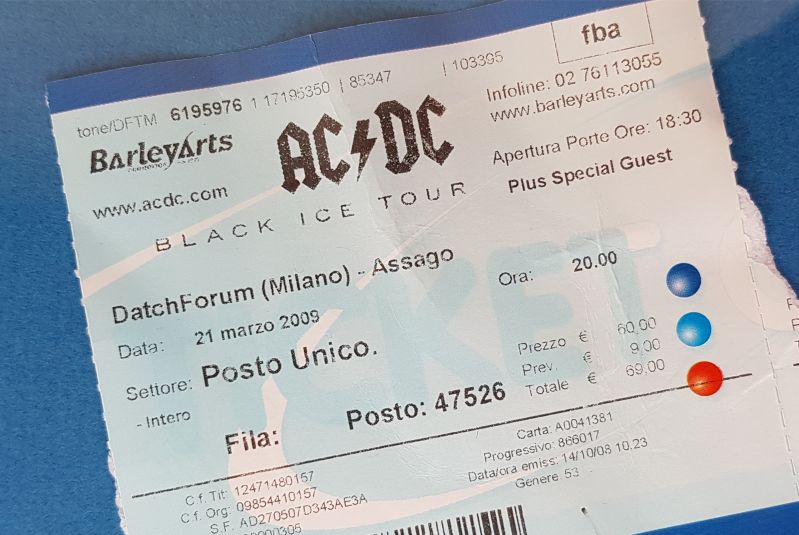 fba
tone/DFTM 6195976 1 17195350 | 85347 | 103395
BarleyArts
AC DC
Infoline: 02 76113055
www.barleyarts.com
www.acdc.com
BLACK ICE TOUR
Apertura Porte Ore: 18:30
Plus Special Guest
DatchForum (Milano) - Assago
Ora: 20.00
Data: 21 marzo 2009
Settore: Posto Unico.
- Intero
Prezzo € 60,00
Prev. € 9,00
Totale € 69,00
Fila: Posto: 47526
TICKET
C.f. Tit: 12471480157
C.f. Org: 09854410157
S.F. AD270507D343AE3A
Carta: A0041381
Progressivo: 866017
Data/ora emiss: 14/10/08 10.23
Genere: 53